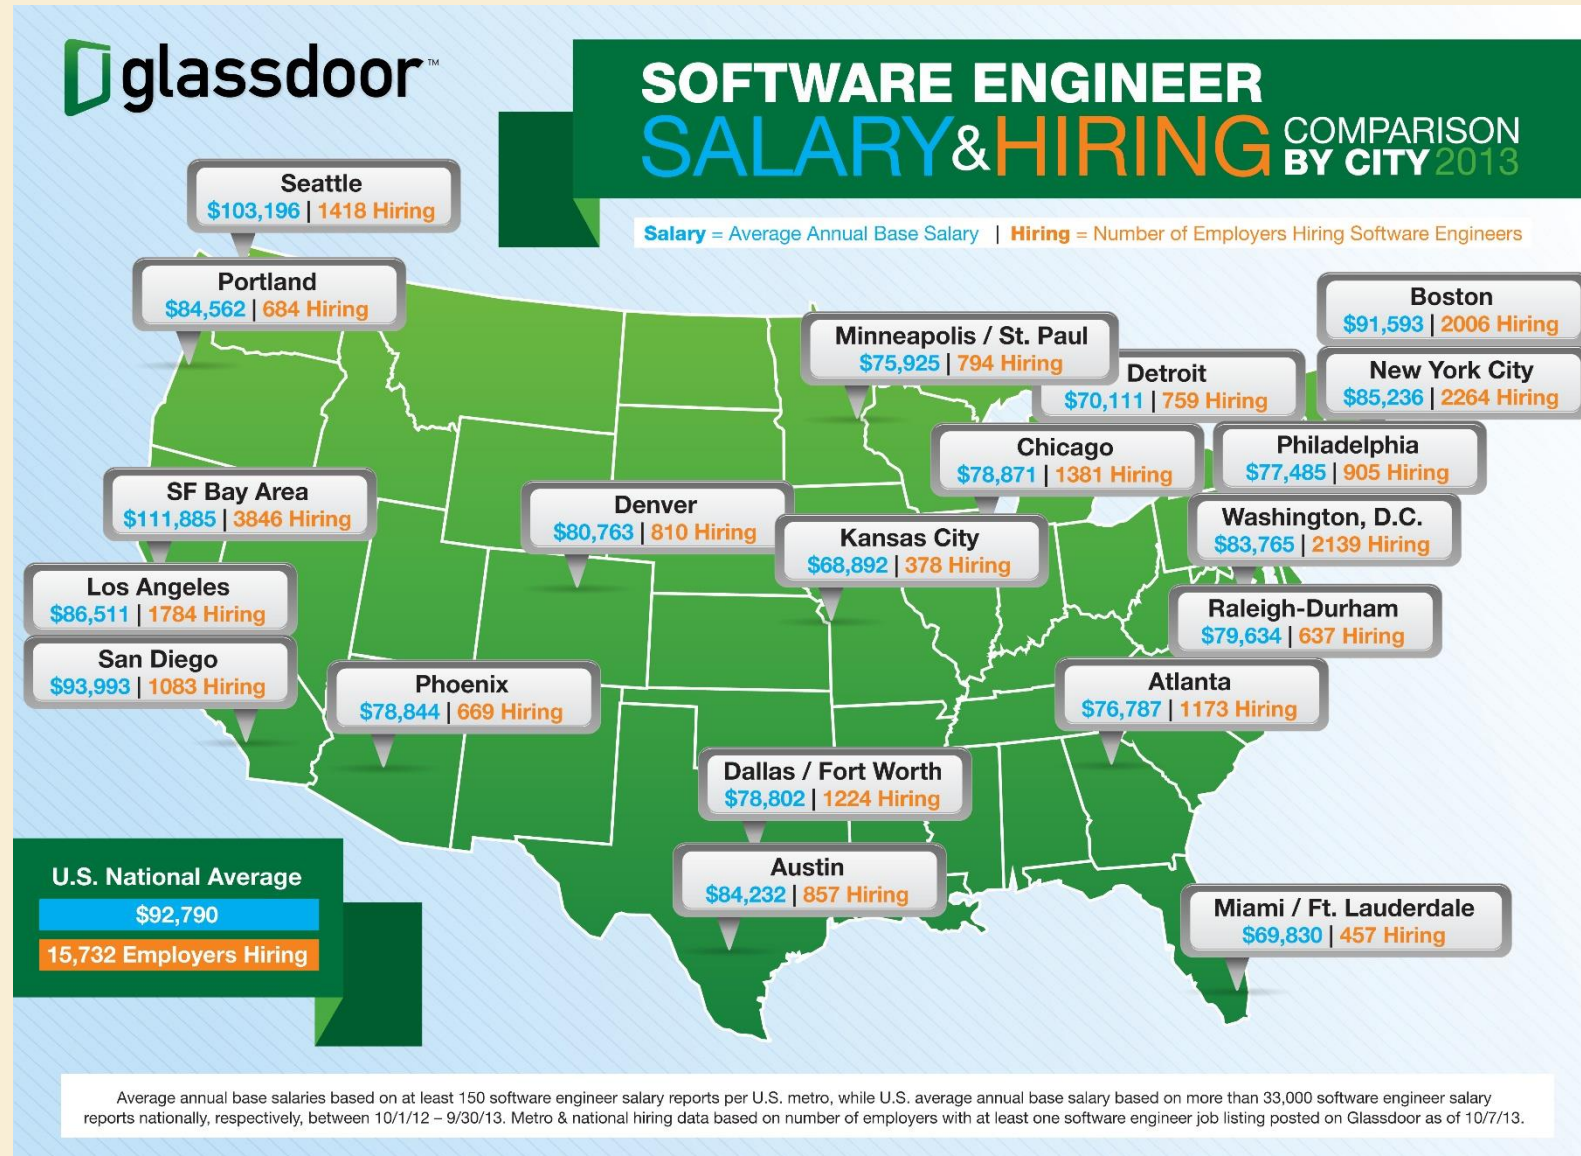 glassdoor™
SOFTWARE ENGINEER
SALARY & HIRING COMPARISON
BY CITY 2013
Salary = Average Annual Base Salary | Hiring = Number of Employers Hiring Software Engineers
Seattle
$103,196 | 1418 Hiring
Portland
$84,562 | 684 Hiring
Boston
$91,593 | 2006 Hiring
Minneapolis / St. Paul
$75,925 | 794 Hiring
Detroit
$70,111 | 759 Hiring
New York City
$85,236 | 2264 Hiring
Chicago
$78,871 | 1381 Hiring
Philadelphia
$77,485 | 905 Hiring
SF Bay Area
$111,885 | 3846 Hiring
Denver
$80,763 | 810 Hiring
Kansas City
$68,892 | 378 Hiring
Washington, D.C.
$83,765 | 2139 Hiring
Los Angeles
$86,511 | 1784 Hiring
Raleigh-Durham
$79,634 | 637 Hiring
San Diego
$93,993 | 1083 Hiring
Phoenix
$78,844 | 669 Hiring
Atlanta
$76,787 | 1173 Hiring
Dallas / Fort Worth
$78,802 | 1224 Hiring
Austin
$84,232 | 857 Hiring
Miami / Ft. Lauderdale
$69,830 | 457 Hiring
U.S. National Average
$92,790
15,732 Employers Hiring
Average annual base salaries based on at least 150 software engineer salary reports per U.S. metro, while U.S. average annual base salary based on more than 33,000 software engineer salary
reports nationally, respectively, between 10/1/12 – 9/30/13. Metro & national hiring data based on number of employers with at least one software engineer job listing posted on Glassdoor as of 10/7/13.